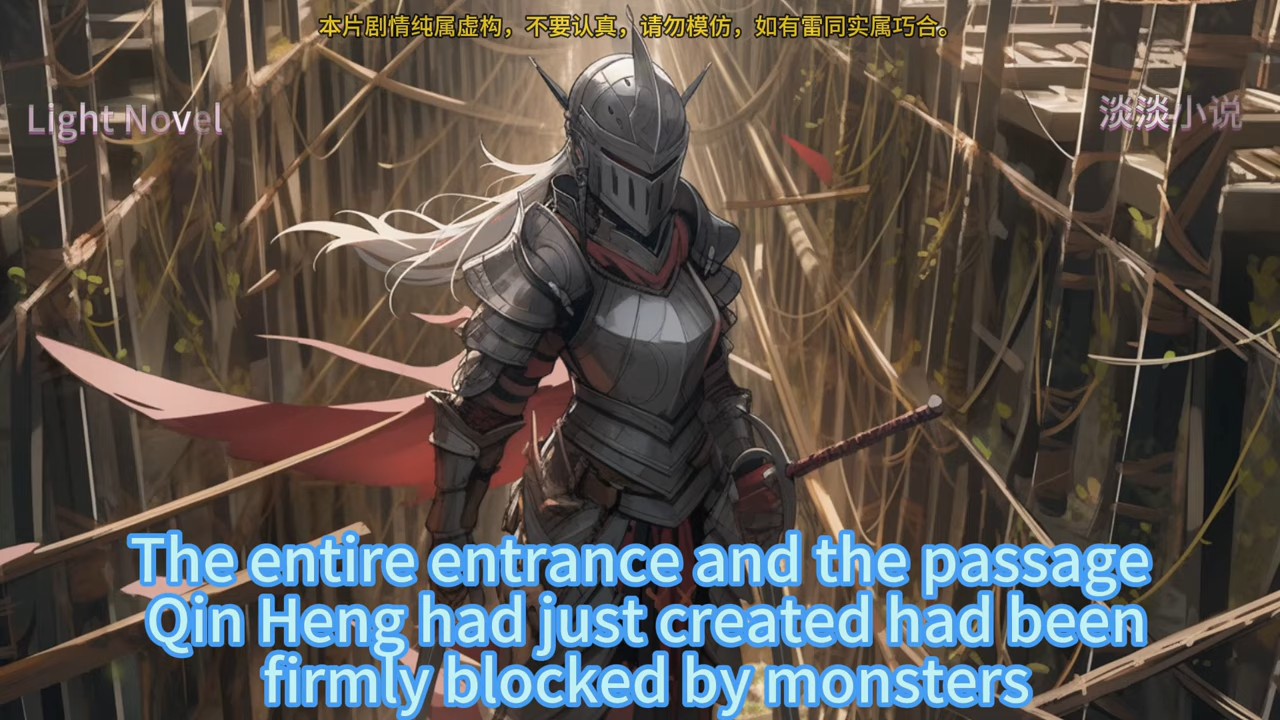 本片剧情纯属虚构，不要认真，请勿模仿，如有雷同实属巧合。
Light Novel
淡淡小说
The entire entrance and the passage
Qin Heng had just created had been
firmly blocked by monsters